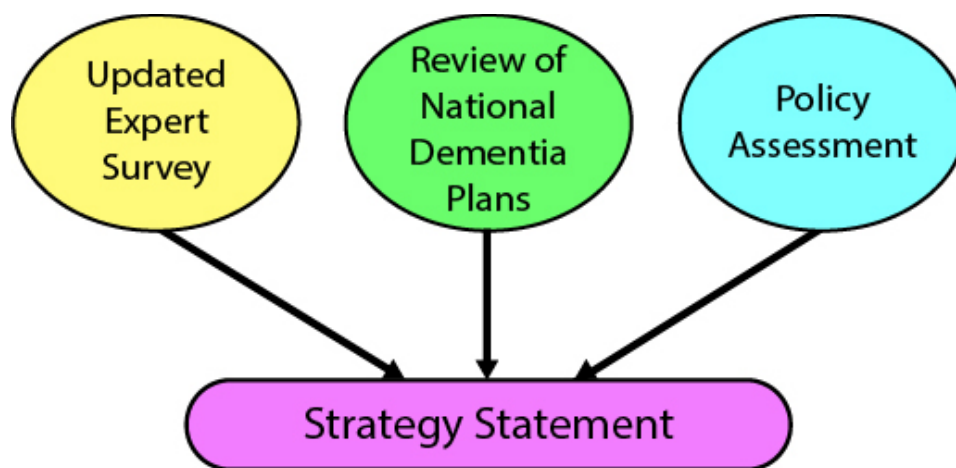 Updated
Expert
Survey
Review of
National
Dementia
Plans
Policy
Assessment
Strategy Statement